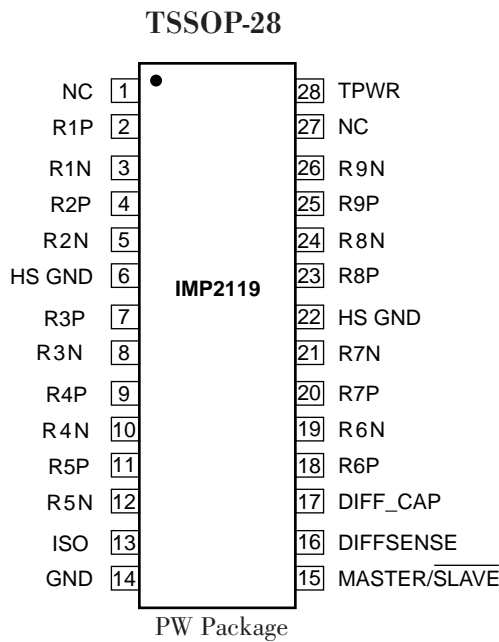 TSSOP-28
NC 1 28 TPWR
R1P 2 27 NC
R1N 3 26 R9N
R2P 4 25 R9P
R2N 5 24 R8N
HS GND 6 23 R8P
IMP2119
R3P 7 22 HS GND
R3N 8 21 R7N
R4P 9 20 R7P
R4N 10 19 R6N
R5P 11 18 R6P
R5N 12 17 DIFF_CAP
ISO 13 16 DIFFSENSE
GND 14 15 MASTER/SLAVE
PW Package